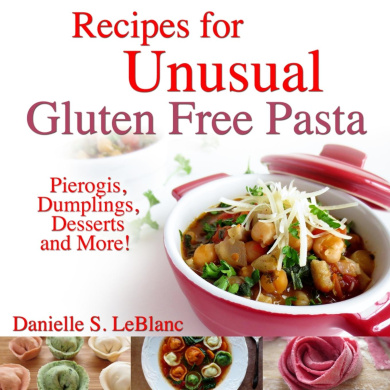 Recipes for
Unusual
Gluten Free Pasta
Pierogis,
Dumplings,
Desserts
and More!
Danielle S. LeBlanc